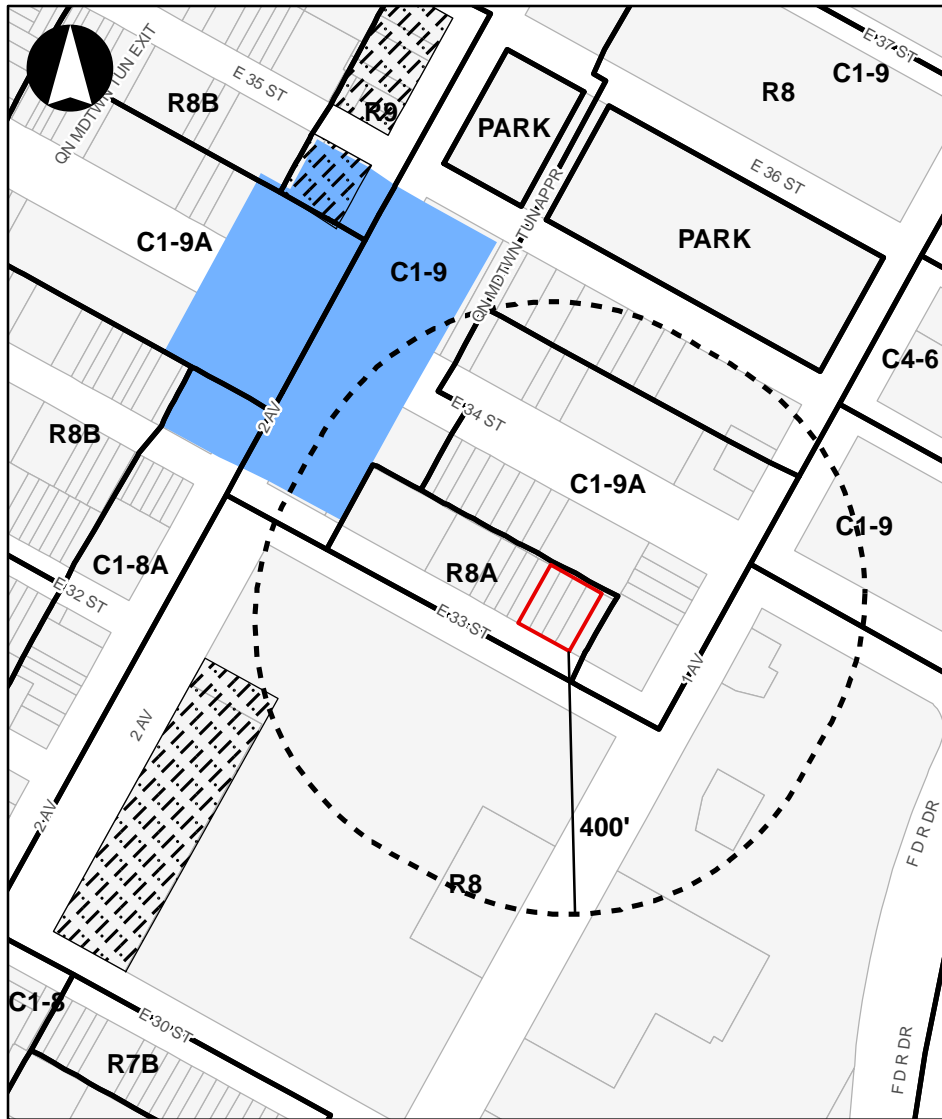 E 37 ST
C1-9
QN MDTWN TUN EXIT
E 35 ST
R8
R8B
R9
PARK
E 36 ST
QN MDTWN TUN APPR
PARK
C1-9A
C1-9
C4-6
2 AV
E 34 ST
R8B
C1-9A
C1-9
C1-8A
R8A
E 32 ST
E 33 ST
1 AV
2 AV
2 AV
400'
F D R DR
R8
C1-8
E 30 ST
R7B
F D R DR